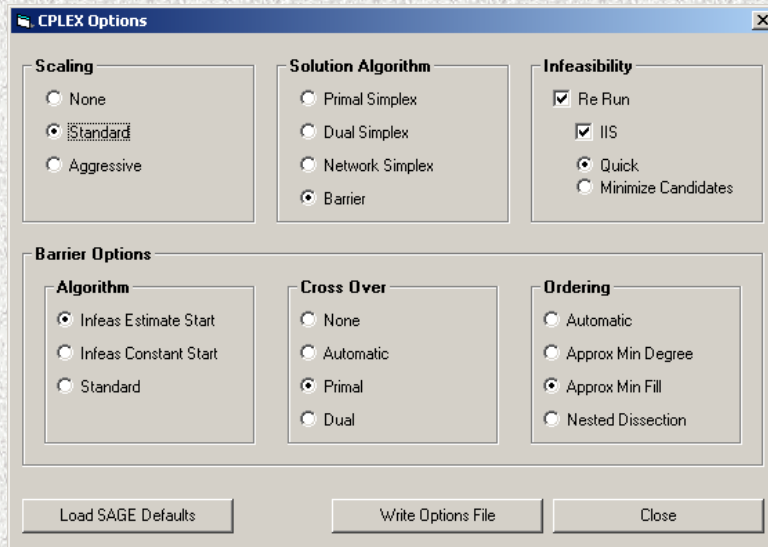 CPLEX Options
Scaling
None
Standard
Aggressive
Solution Algorithm
Primal Simplex
Dual Simplex
Network Simplex
Barrier
Infeasibility
Re Run
IIS
Quick
Minimize Candidates
Barrier Options
Algorithm
Infeas Estimate Start
Infeas Constant Start
Standard
Cross Over
None
Automatic
Primal
Dual
Ordering
Automatic
Approx Min Degree
Approx Min Fill
Nested Dissection
Load SAGE Defaults
Write Options File
Close